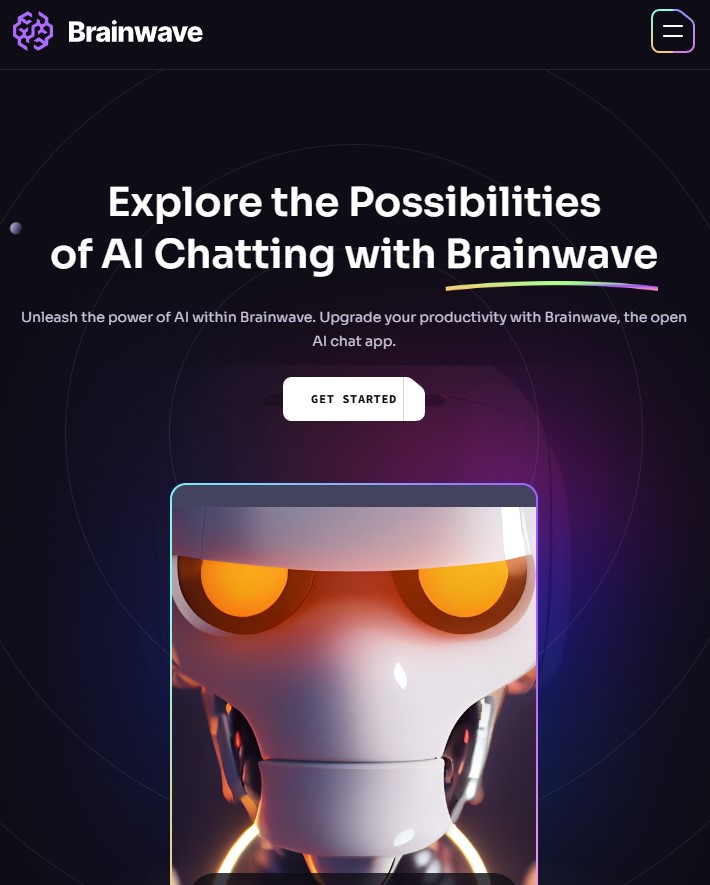 Brainwave
Explore the Possibilities
of AI Chatting with Brainwave
Unleash the power of AI within Brainwave. Upgrade your productivity with Brainwave, the open
AI chat app.
GET STARTED